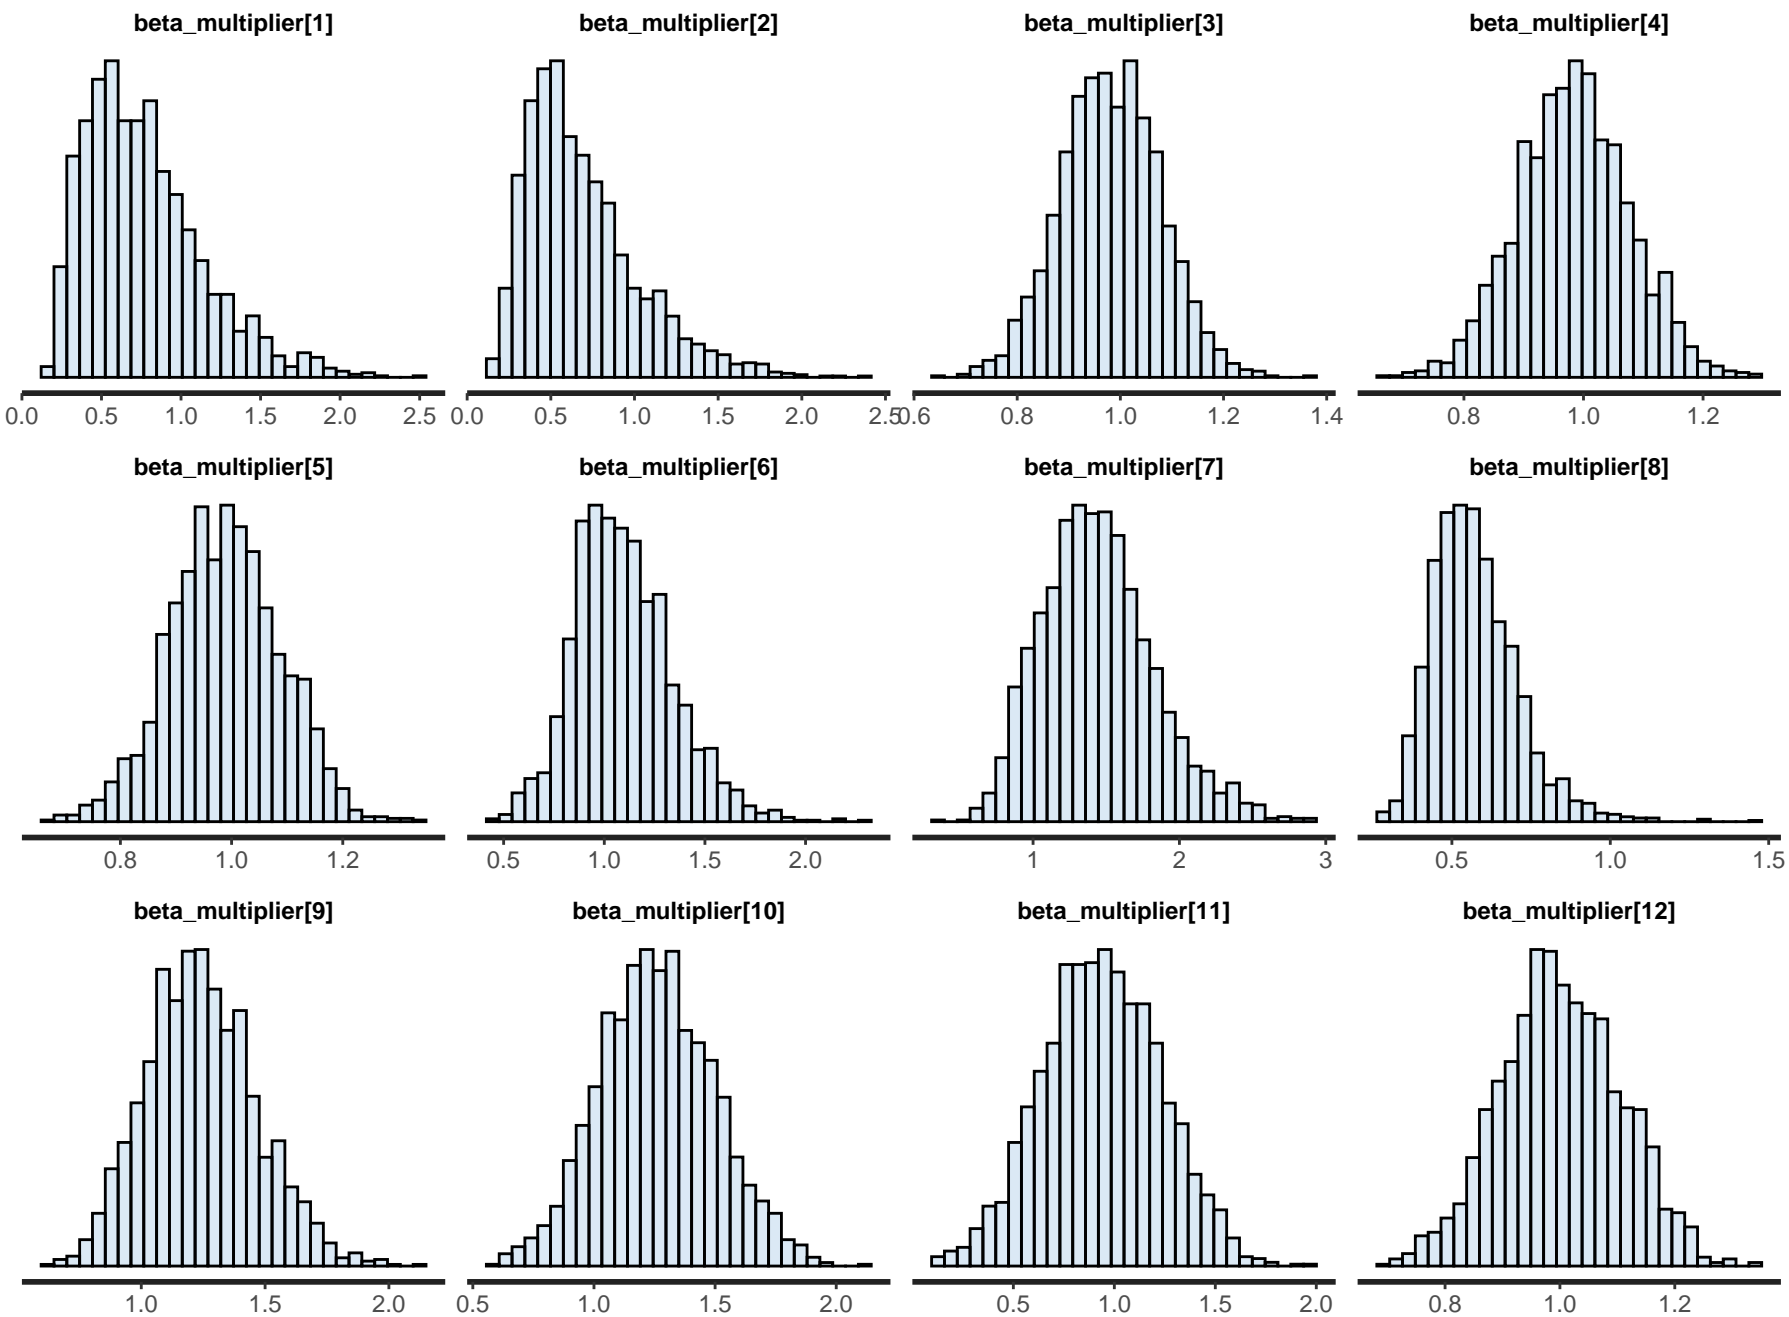 beta_multiplier[1] beta_multiplier[2] beta_multiplier[3] beta_multiplier[4]
0.0 0.5 1.0 1.5 2.0 2.5 0.0 0.5 1.0 1.5 2.0 2.5 0.6 0.8 1.0 1.2 1.4 0.8 1.0 1.2
beta_multiplier[5] beta_multiplier[6] beta_multiplier[7] beta_multiplier[8]
0.8 1.0 1.2 0.5 1.0 1.5 2.0 1 2 3 0.5 1.0 1.5
beta_multiplier[9] beta_multiplier[10] beta_multiplier[11] beta_multiplier[12]
1.0 1.5 2.0 0.5 1.0 1.5 2.0 0.5 1.0 1.5 2.0 0.8 1.0 1.2